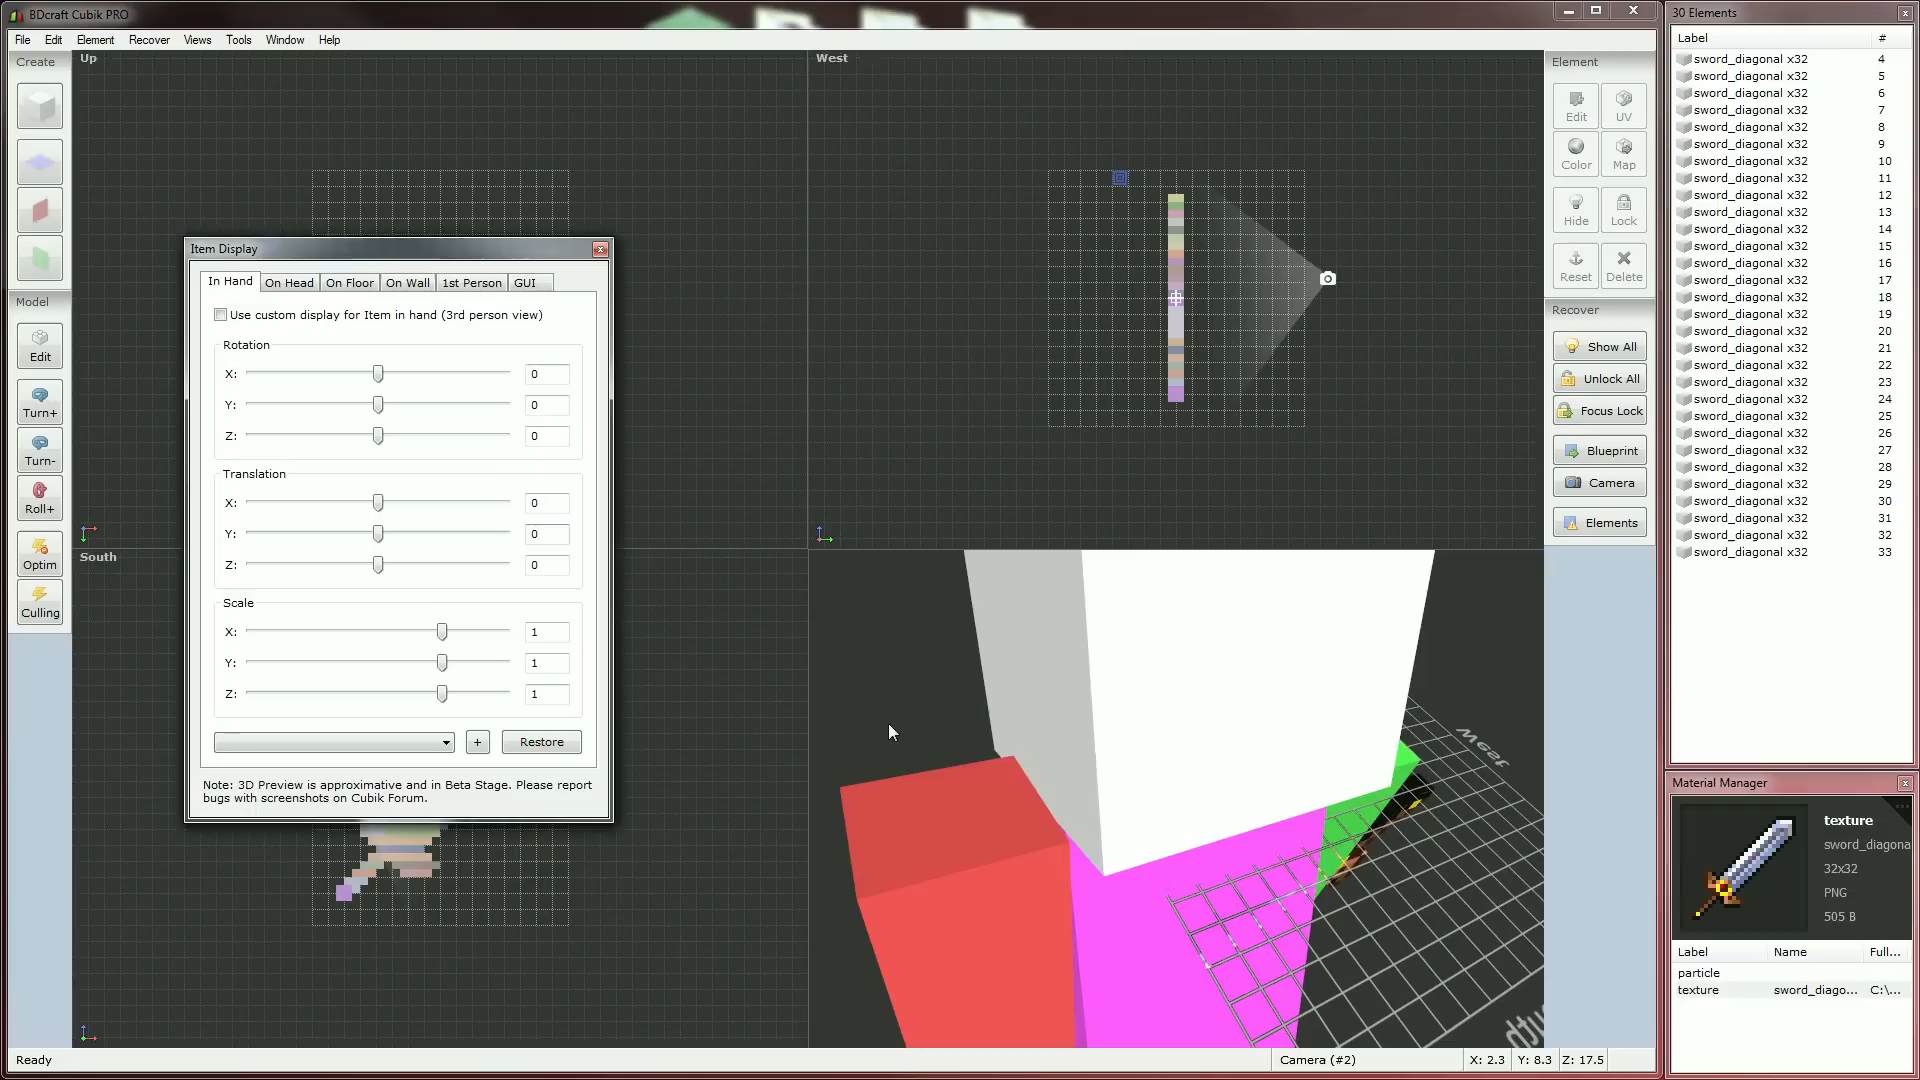 BDcraft Cubik PRO
File Edit Element Recover Views Tools Window Help
Create
Model
Edit
Turn+
Turn-
Roll+
Optim
Culling
Up
West
South
Item Display
In Hand On Head On Floor On Wall 1st Person GUI
Use custom display for Item in hand (3rd person view)
Rotation
X: 0
Y: 0
Z: 0
Translation
X: 0
Y: 0
Z: 0
Scale
X: 1
Y: 1
Z: 1
+ Restore
Note: 3D Preview is approximative and in Beta Stage. Please report
bugs with screenshots on Cubik Forum.
West
Element
Edit UV
Color Map
Hide Lock
Reset Delete
Recover
Show All
Unlock All
Focus Lock
Blueprint
Camera
Elements
30 Elements
Label #
sword_diagonal x32 4
sword_diagonal x32 5
sword_diagonal x32 6
sword_diagonal x32 7
sword_diagonal x32 8
sword_diagonal x32 9
sword_diagonal x32 10
sword_diagonal x32 11
sword_diagonal x32 12
sword_diagonal x32 13
sword_diagonal x32 14
sword_diagonal x32 15
sword_diagonal x32 16
sword_diagonal x32 17
sword_diagonal x32 18
sword_diagonal x32 19
sword_diagonal x32 20
sword_diagonal x32 21
sword_diagonal x32 22
sword_diagonal x32 23
sword_diagonal x32 24
sword_diagonal x32 25
sword_diagonal x32 26
sword_diagonal x32 27
sword_diagonal x32 28
sword_diagonal x32 29
sword_diagonal x32 30
sword_diagonal x32 31
sword_diagonal x32 32
sword_diagonal x32 33
Material Manager
texture
sword_diagona
32x32
PNG
505 B
Label Name Full...
particle
texture sword_diago... C:\...
Ready
Camera (#2) X: 2.3 Y: 8.3 Z: 17.5